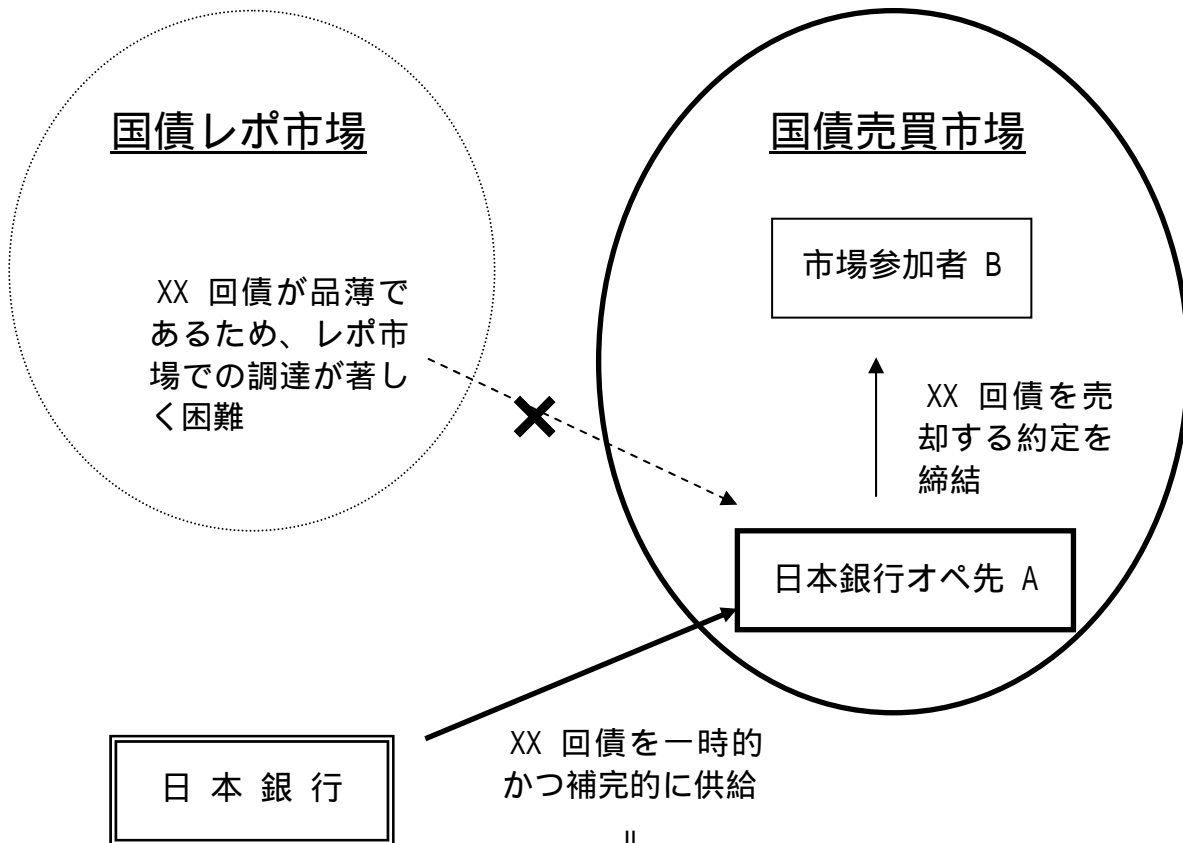 国債レポ市場
国債売買市場
市場参加者 B
XX 回債が品薄で
あるため、レポ市
場での調達が著し
く困難
XX 回債を売
却する約定を
締結
日本銀行オペ先 A
XX 回債を一時的
かつ補完的に供給
日 本 銀 行